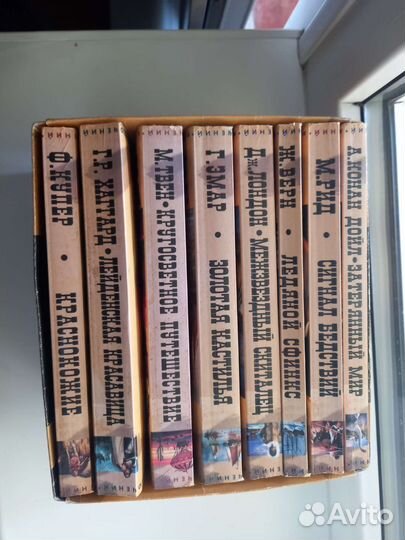 Ф. КУПЕР • КРАСНОКОЖИЕ
Г. Р. ХАГГАРД • ЛЕЙДЕНСКАЯ КРАСАВИЦА
М. ТВЕН • КРУГОСВЕТНОЕ ПУТЕШЕСТВИЕ
Г. ЭМАР • ЗОЛОТАЯ КАСТИЛЬЯ
ДЖ. ЛОНДОН • МЕЖЗВЕЗДНЫЙ СКИТАЛЕЦ
Ж. ВЕРН • ЛЕДЯНОЙ СФИНКС
М. РИД • СИГНАЛ БЕДСТВИЙ
А. КОНАН ДОЙЛ • ЗАТЕРЯННЫЙ МИР
Avito